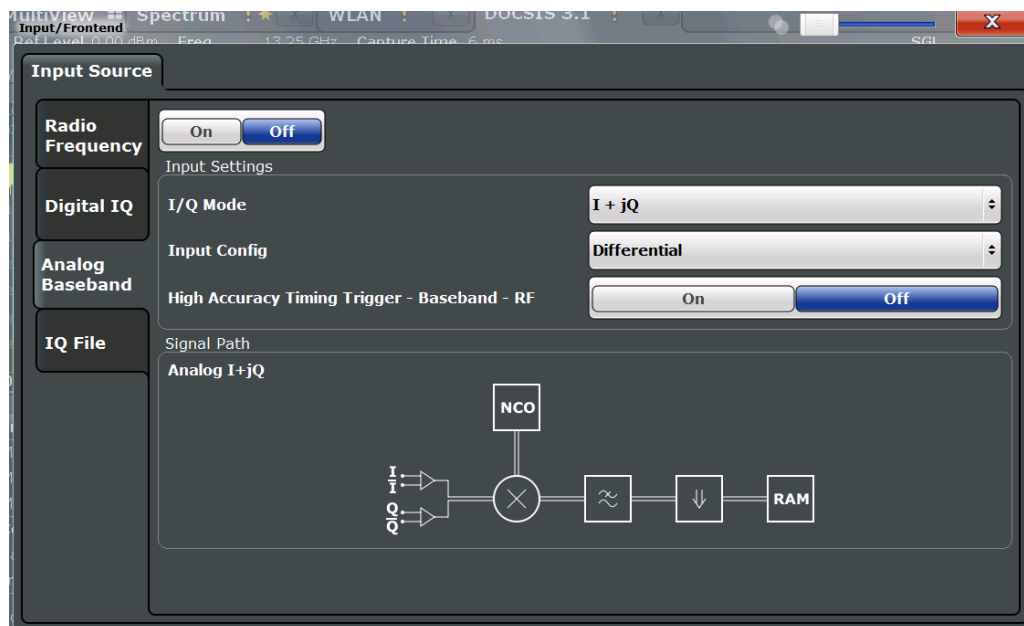 MultiView Spectrum ! x WLAN ! x DOCSIS 3.1 ! x
Input/Frontend
X
Ref Level 0.00 dBm Freq 13.25 GHz Capture Time 6 ms SGL
Input Source
Radio
Frequency
On Off
Input Settings
Digital IQ
I/Q Mode I + jQ
Input Config Differential
Analog
Baseband
High Accuracy Timing Trigger - Baseband - RF On Off
IQ File
Signal Path
Analog I+jQ
NCO
I
I
Q
Q
RAM